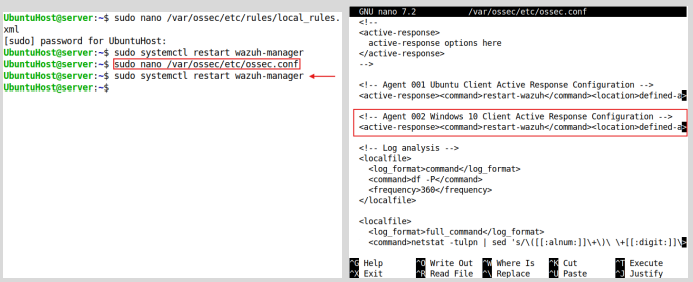 UbuntuHost@server:~$ sudo nano /var/ossec/etc/rules/local_rules.
xml
[sudo] password for UbuntuHost:
UbuntuHost@server:~$ sudo systemctl restart wazuh-manager
UbuntuHost@server:~$ sudo nano /var/ossec/etc/ossec.conf
UbuntuHost@server:~$ sudo systemctl restart wazuh-manager
UbuntuHost@server:~$
GNU nano 7.2 /var/ossec/etc/ossec.conf
<!--
<active-response>
active-response options here
</active-response>
-->
<!-- Agent 001 Ubuntu Client Active Response Configuration -->
<active-response><command>restart-wazuh</command><location>defined-a>
<!-- Agent 002 Windows 10 Client Active Response Configuration -->
<active-response><command>restart-wazuh</command><location>defined-a>
<!-- Log analysis -->
<localfile>
<log_format>command</log_format>
<command>df -P</command>
<frequency>360</frequency>
</localfile>
<localfile>
<log_format>full_command</log_format>
<command>netstat -tulpn | sed 's/\([[:alnum:]]\+\)\ \+[[:digit:]]\>
^G Help ^O Write Out ^W Where Is ^K Cut ^T Execute
^X Exit ^R Read File ^\ Replace ^U Paste ^J Justify